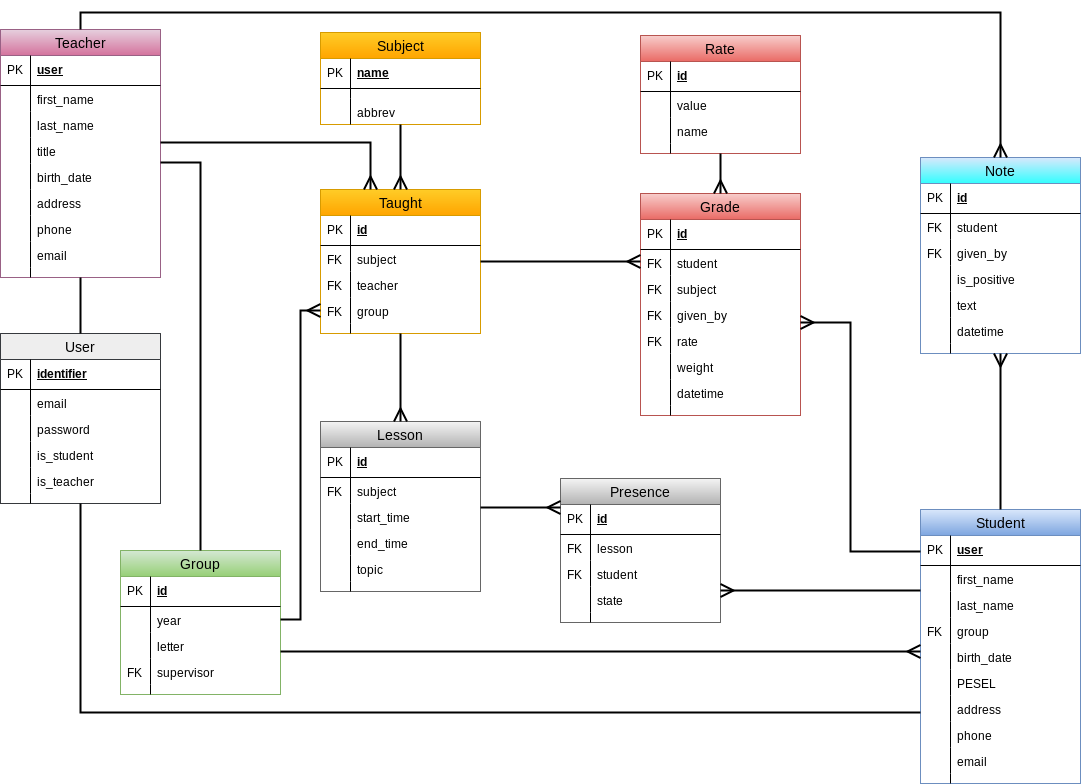 Teacher
PK user
first_name
last_name
title
birth_date
address
phone
email
Subject
PK name
abbrev
Rate
PK id
value
name
Note
PK id
FK student
FK given_by
is_positive
text
datetime
Taught
PK id
FK subject
FK teacher
FK group
Grade
PK id
FK student
FK subject
FK given_by
FK rate
weight
datetime
User
PK identifier
email
password
is_student
is_teacher
Lesson
PK id
FK subject
start_time
end_time
topic
Presence
PK id
FK lesson
FK student
state
Group
PK id
year
letter
FK supervisor
Student
PK user
first_name
last_name
FK group
birth_date
PESEL
address
phone
email